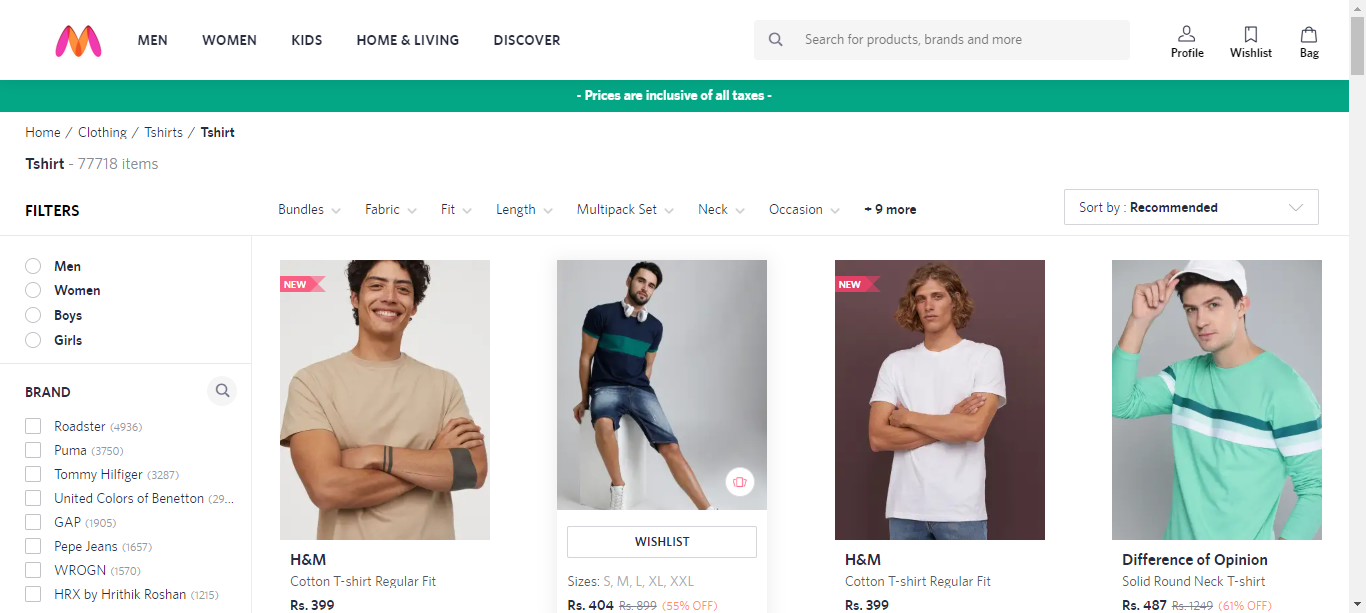 MEN
WOMEN
KIDS
HOME & LIVING
DISCOVER
Search for products, brands and more
Profile
Wishlist
Bag
- Prices are inclusive of all taxes -
Home / Clothing / Tshirts / Tshirt
Tshirt - 77718 items
FILTERS
Bundles
Fabric
Fit
Length
Multipack Set
Neck
Occasion
+ 9 more
Sort by : Recommended
Men
Women
Boys
Girls
BRAND
Roadster (4936)
Puma (3750)
Tommy Hilfiger (3287)
United Colors of Benetton (29...
GAP (1905)
Pepe Jeans (1657)
WROGN (1570)
HRX by Hrithik Roshan (1215)
NEW
H&M
Cotton T-shirt Regular Fit
Rs. 399
WISHLIST
Sizes: S, M, L, XL, XXL
Rs. 404 Rs. 899 (55% OFF)
NEW
H&M
Cotton T-shirt Regular Fit
Rs. 399
Difference of Opinion
Solid Round Neck T-shirt
Rs. 487 Rs. 1249 (61% OFF)